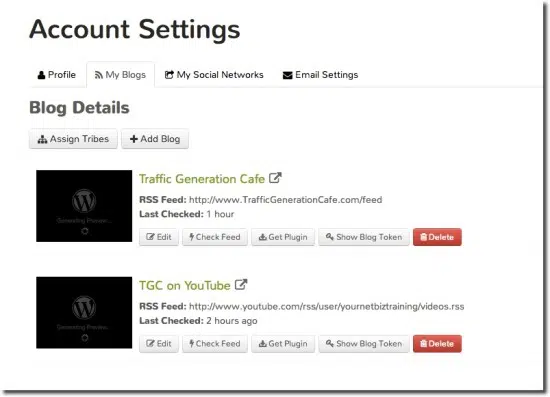 Account Settings
Profile My Blogs My Social Networks Email Settings
Blog Details
Assign Tribes Add Blog
Traffic Generation Cafe
RSS Feed: http://www.TrafficGenerationCafe.com/feed
Last Checked: 1 hour
Generating Preview...
Edit Check Feed Get Plugin Show Blog Token Delete
TGC on YouTube
RSS Feed: http://www.youtube.com/rss/user/yournetbiztraining/videos.rss
Last Checked: 2 hours ago
Generating Preview...
Edit Check Feed Get Plugin Show Blog Token Delete